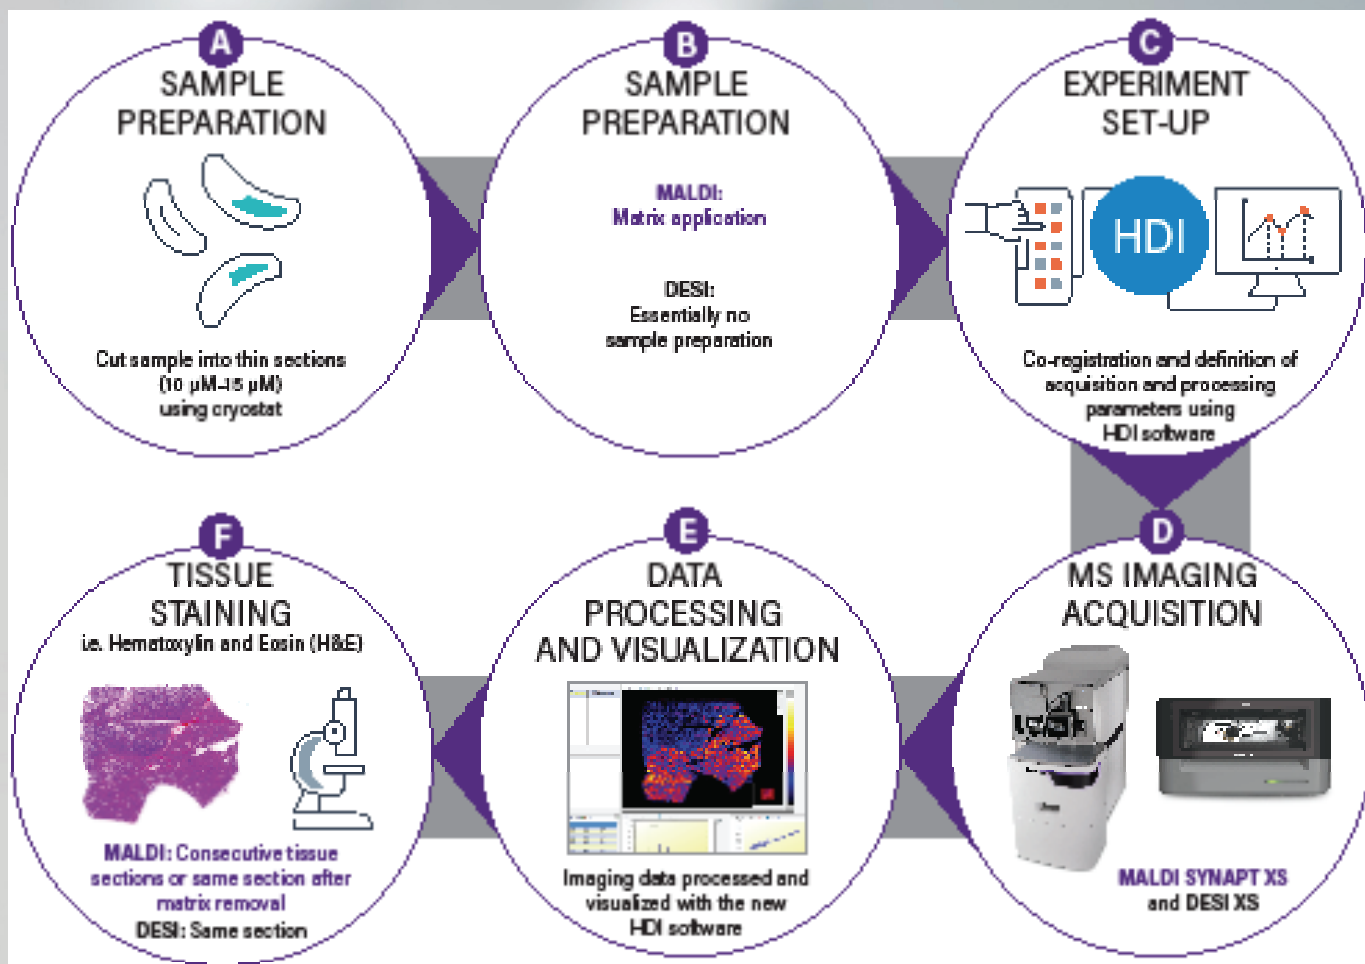 A
SAMPLE
PREPARATION
Cut sample into thin sections
(10 µM–15 µM)
using cryostat
B
SAMPLE
PREPARATION
MALDI:
Matrix application
DESI:
Essentially no
sample preparation
C
EXPERIMENT
SET-UP
HDI
Co-registration and definition of
acquisition and processing
parameters using
HDI software
D
MS IMAGING
ACQUISITION
MALDI SYNAPT XS
and DESI XS
E
DATA
PROCESSING
AND VISUALIZATION
Imaging data processed and
visualized with the new
HDI software
F
TISSUE
STAINING
i.e. Hematoxylin and Eosin (H&E)
MALDI: Consecutive tissue
sections or same section after
matrix removal
DESI: Same section